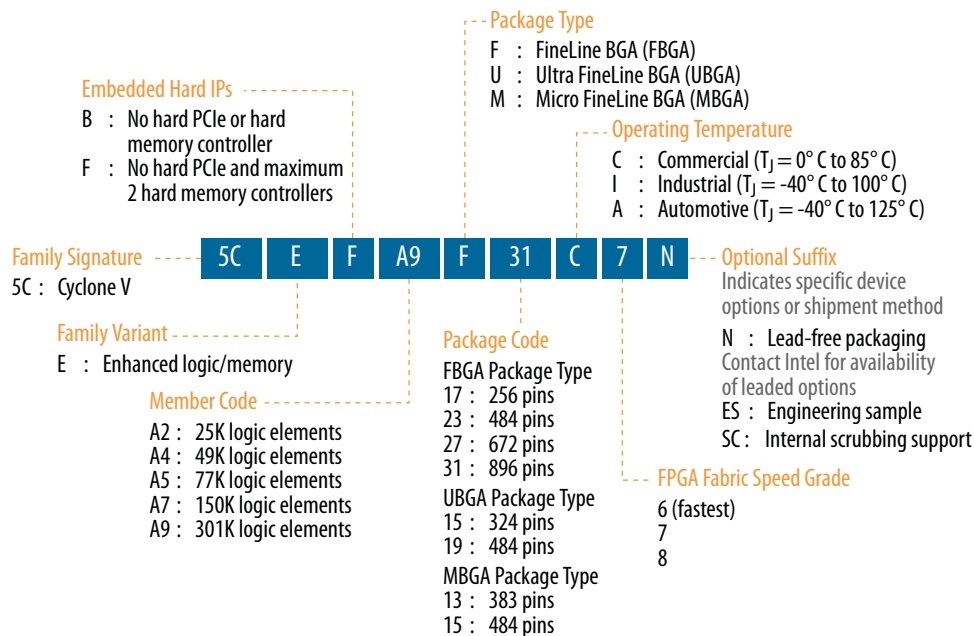 Package Type
F : FineLine BGA (FBGA)
U : Ultra FineLine BGA (UBGA)
M : Micro FineLine BGA (MBGA)
Embedded Hard IPs
B : No hard PCIe or hard
memory controller
F : No hard PCIe and maximum
2 hard memory controllers
Operating Temperature
C : Commercial (TJ = 0° C to 85° C)
I : Industrial (TJ = -40° C to 100° C)
A : Automotive (TJ = -40° C to 125° C)
Family Signature
5C : Cyclone V
5C E F A9 F 31 C 7 N
Optional Suffix
Indicates specific device
options or shipment method
N : Lead-free packaging
Contact Intel for availability
of leaded options
ES : Engineering sample
SC : Internal scrubbing support
Family Variant
E : Enhanced logic/memory
Member Code
A2 : 25K logic elements
A4 : 49K logic elements
A5 : 77K logic elements
A7 : 150K logic elements
A9 : 301K logic elements
Package Code
FBGA Package Type
17 : 256 pins
23 : 484 pins
27 : 672 pins
31 : 896 pins
UBGA Package Type
15 : 324 pins
19 : 484 pins
MBGA Package Type
13 : 383 pins
15 : 484 pins
FPGA Fabric Speed Grade
6 (fastest)
7
8